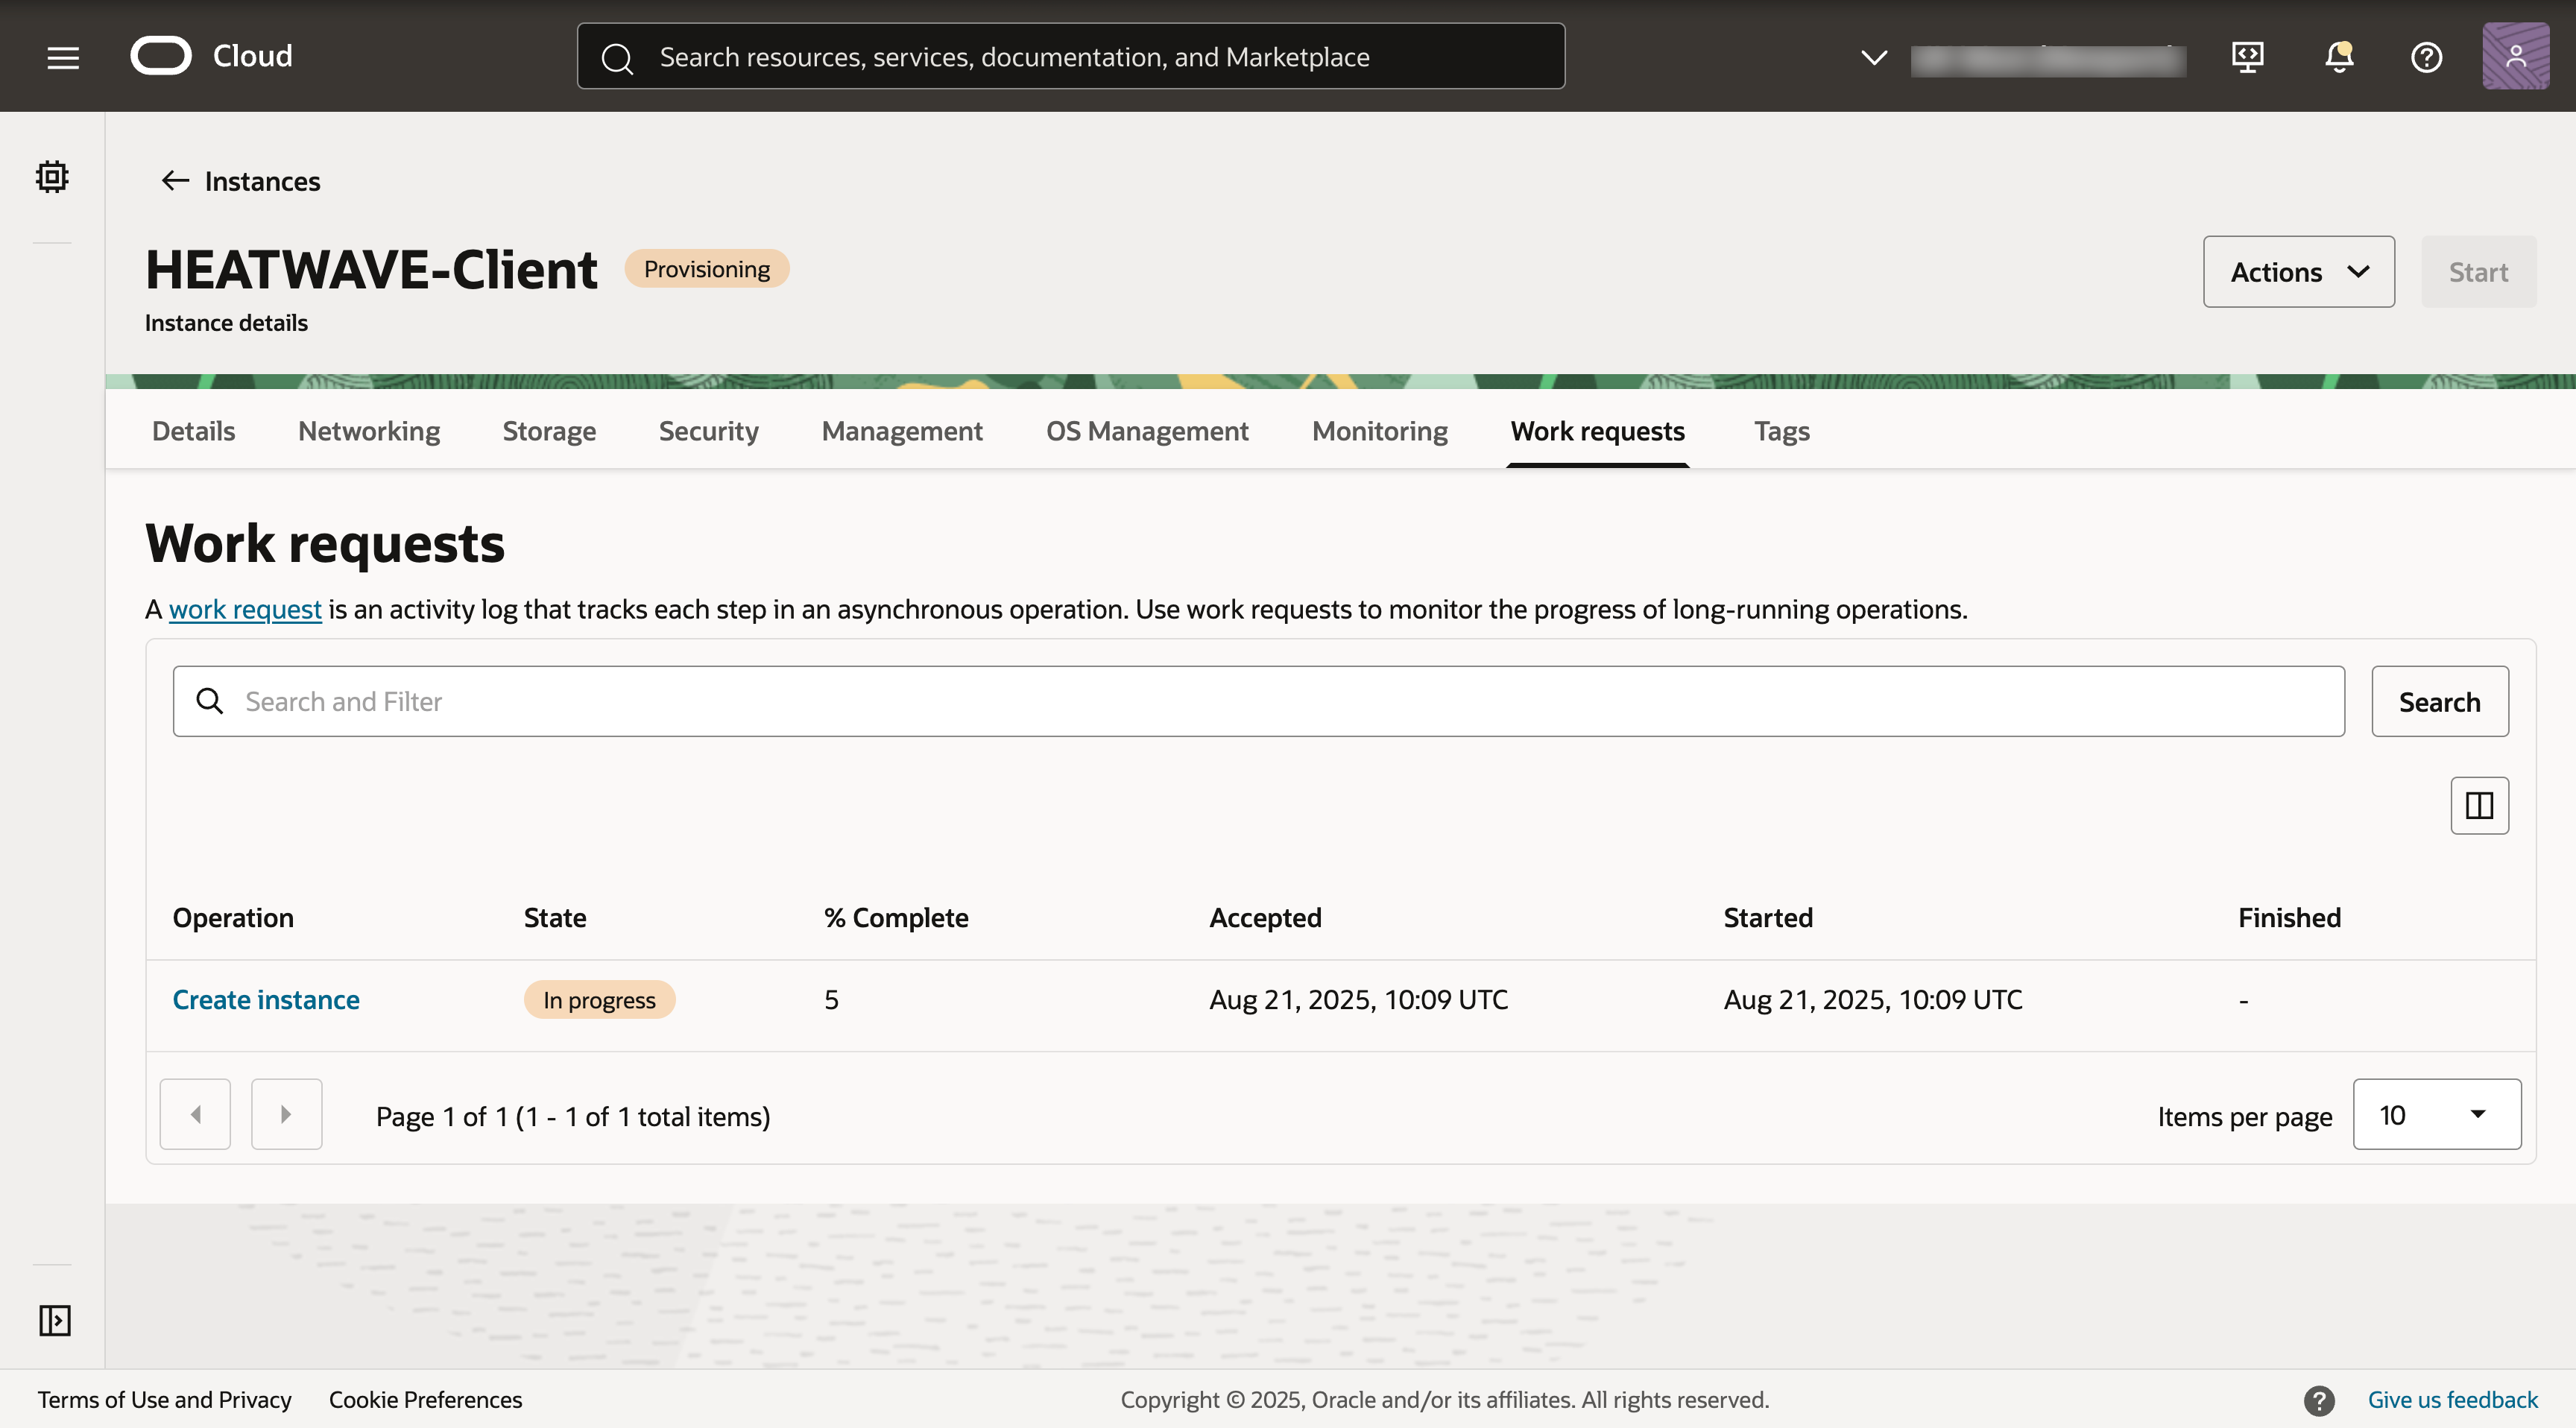 Cloud
Search resources, services, documentation, and Marketplace
Instances
HEATWAVE-Client
Provisioning
Instance details
Actions
Start
Details Networking Storage Security Management OS Management Monitoring Work requests Tags
Work requests
A work request is an activity log that tracks each step in an asynchronous operation. Use work requests to monitor the progress of long-running operations.
Search and Filter
Search
Operation State % Complete Accepted Started Finished
Create instance In progress 5 Aug 21, 2025, 10:09 UTC Aug 21, 2025, 10:09 UTC -
Page 1 of 1 (1 - 1 of 1 total items)
Items per page 10
Terms of Use and Privacy Cookie Preferences Copyright © 2025, Oracle and/or its affiliates. All rights reserved. Give us feedback